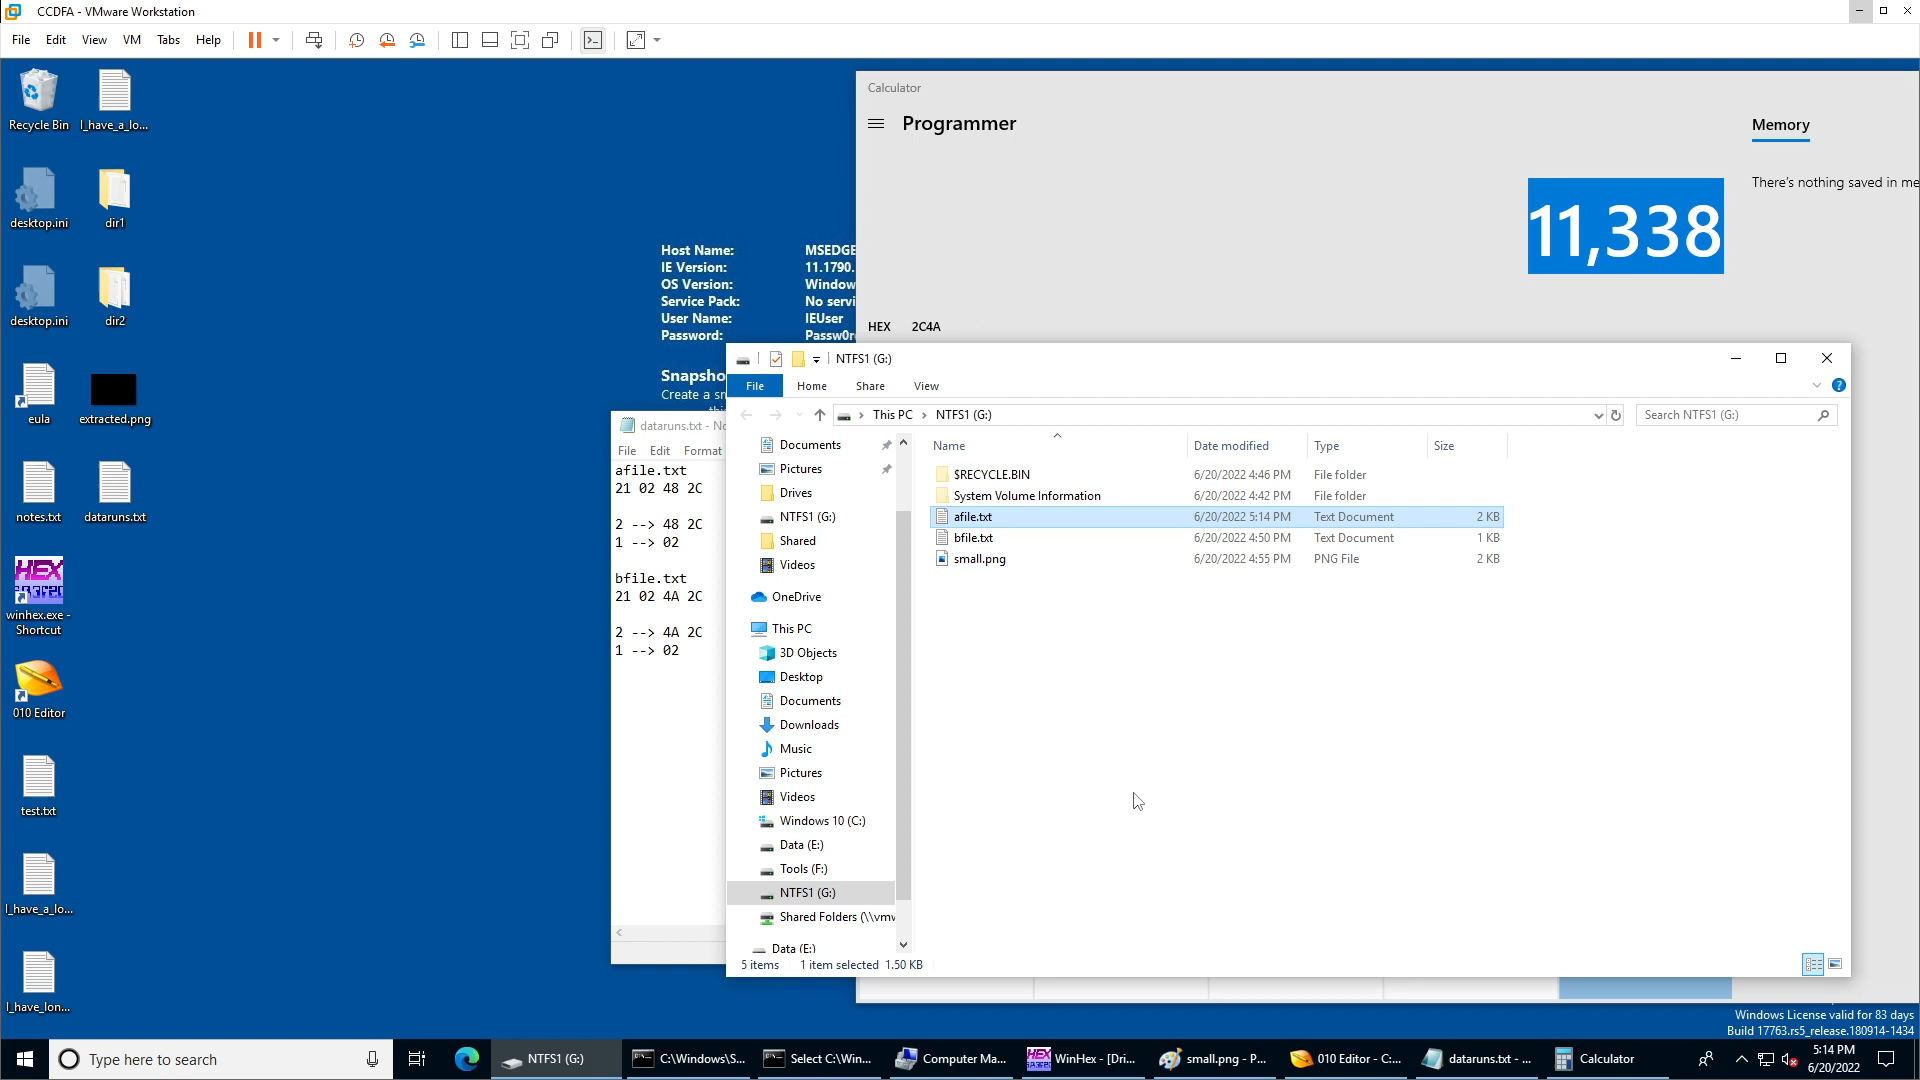 CCDFA - VMware Workstation
File Edit View VM Tabs Help
Recycle Bin
I_have_a_lo...
desktop.ini
dir1
desktop.ini
dir2
eula
extracted.png
notes.txt
dataruns.txt
winhex.exe -
Shortcut
010 Editor
test.txt
I_have_a_lo...
I_have_lon...
Host Name: MSEDGE
IE Version: 11.1790.
OS Version: Window
Service Pack: No servi
User Name: IEUser
Password: Passw0r
Snapsho
Create a sn
Calculator
Programmer
Memory
There's nothing saved in me
11,338
HEX 2C4A
dataruns.txt - No
File Edit Format
afile.txt
21 02 48 2C
2 --> 48 2C
1 --> 02
bfile.txt
21 02 4A 2C
2 --> 4A 2C
1 --> 02
NTFS1 (G:)
File Home Share View
This PC NTFS1 (G:)
Search NTFS1 (G:)
Documents
Pictures
Drives
NTFS1 (G:)
Shared
Videos
OneDrive
This PC
3D Objects
Desktop
Documents
Downloads
Music
Pictures
Videos
Windows 10 (C:)
Data (E:)
Tools (F:)
NTFS1 (G:)
Shared Folders (\\vmw
Data (E:)
Name Date modified Type Size
$RECYCLE.BIN 6/20/2022 4:46 PM File folder
System Volume Information 6/20/2022 4:42 PM File folder
afile.txt 6/20/2022 5:14 PM Text Document 2 KB
bfile.txt 6/20/2022 4:50 PM Text Document 1 KB
small.png 6/20/2022 4:55 PM PNG File 2 KB
5 items 1 item selected 1.50 KB
Windows License valid for 83 days
Build 17763.rs5_release.180914-1434
Type here to search
NTFS1 (G:)
C:\Windows\S...
Select C:\Win...
Computer Ma...
WinHex - [Dri...
small.png - P...
010 Editor - C:...
dataruns.txt - ...
Calculator
5:14 PM
6/20/2022